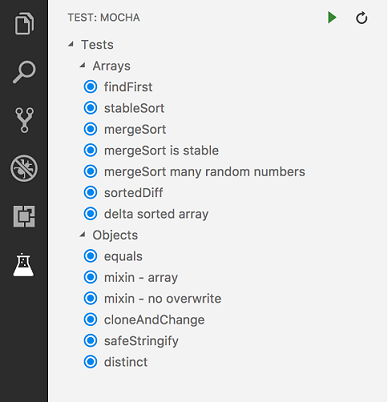 TEST: MOCHA
Tests
Arrays
findFirst
stableSort
mergeSort
mergeSort is stable
mergeSort many random numbers
sortedDiff
delta sorted array
Objects
equals
mixin - array
mixin - no overwrite
cloneAndChange
safeStringify
distinct